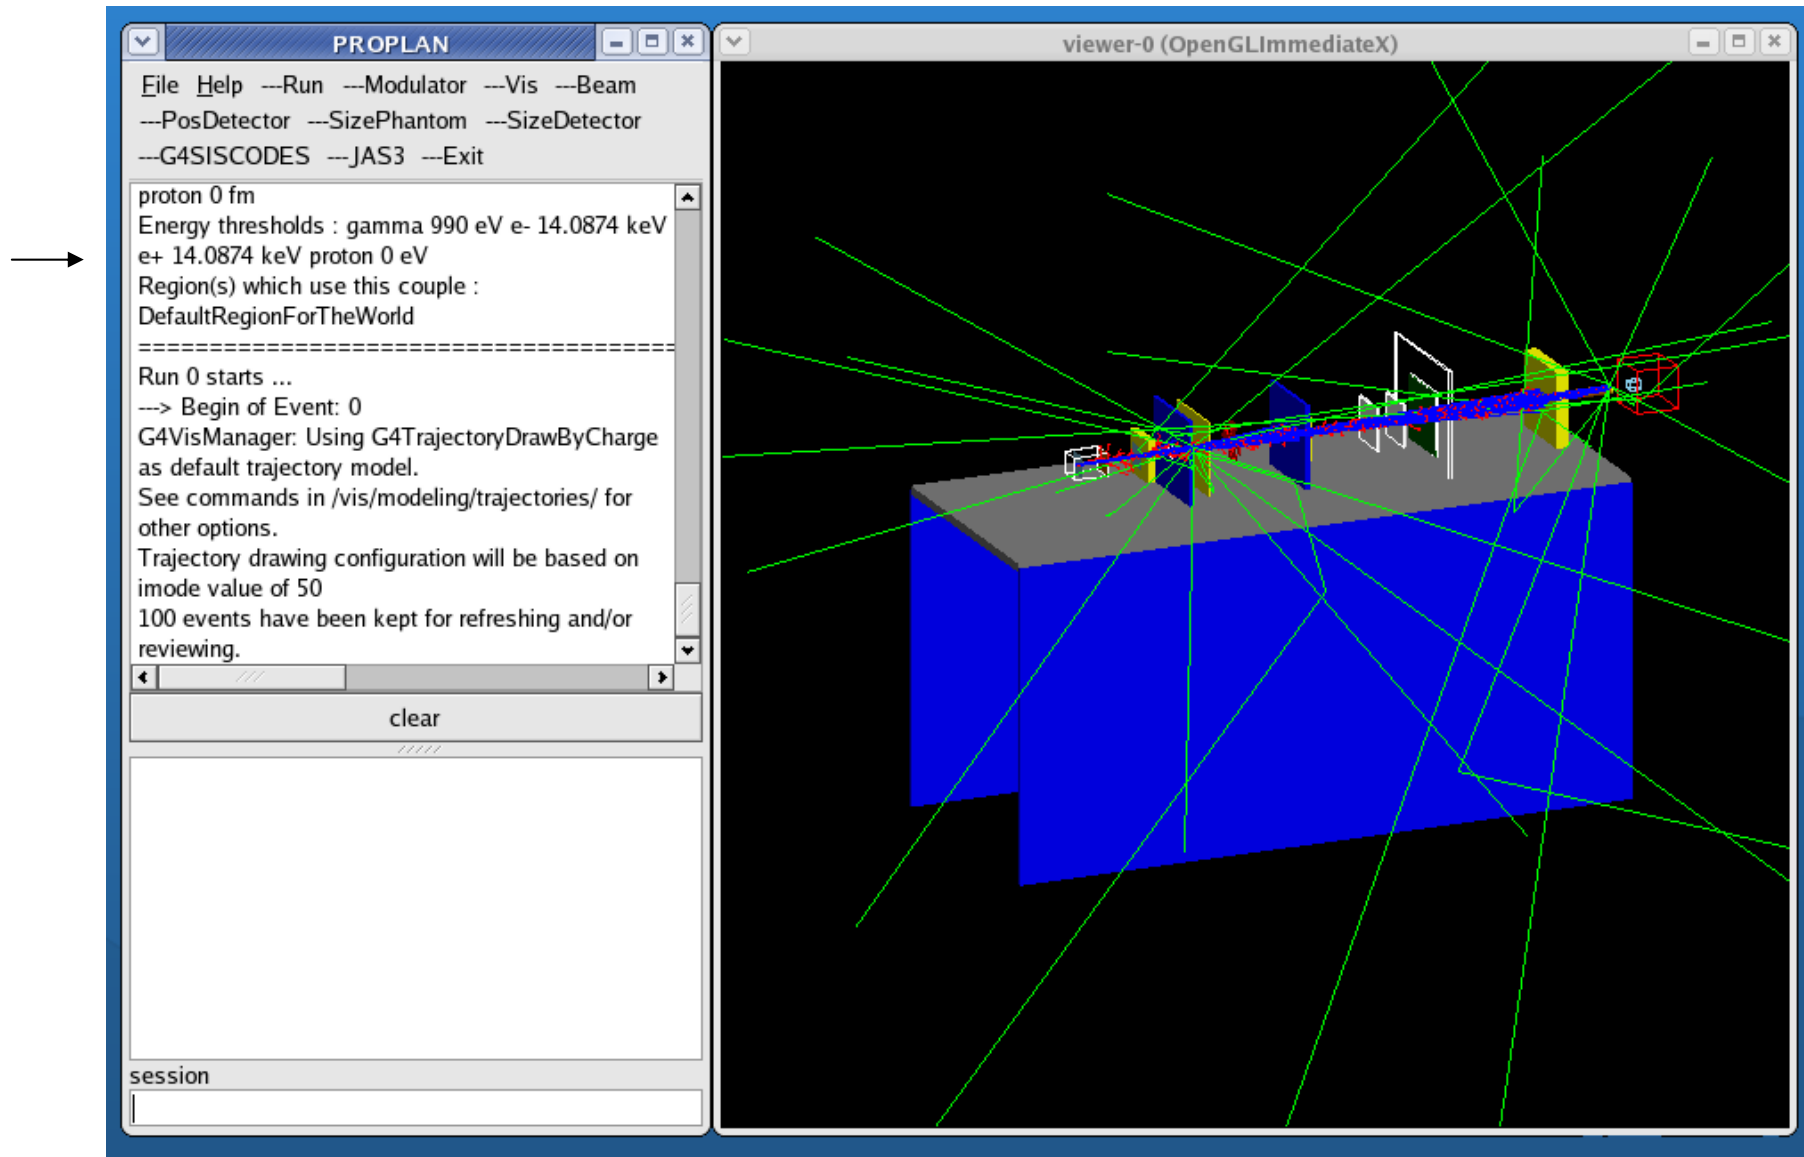 PROPLAN
File Help ---Run ---Modulator ---Vis ---Beam
---PosDetector ---SizePhantom ---SizeDetector
---G4SISCODES ---JAS3 ---Exit
proton 0 fm
Energy thresholds : gamma 990 eV e- 14.0874 keV
e+ 14.0874 keV proton 0 eV
Region(s) which use this couple :
DefaultRegionForTheWorld
======================================
Run 0 starts ...
---> Begin of Event: 0
G4VisManager: Using G4TrajectoryDrawByCharge
as default trajectory model.
See commands in /vis/modeling/trajectories/ for
other options.
Trajectory drawing configuration will be based on
imode value of 50
100 events have been kept for refreshing and/or
reviewing.
clear
session
viewer-0 (OpenGLImmediateX)